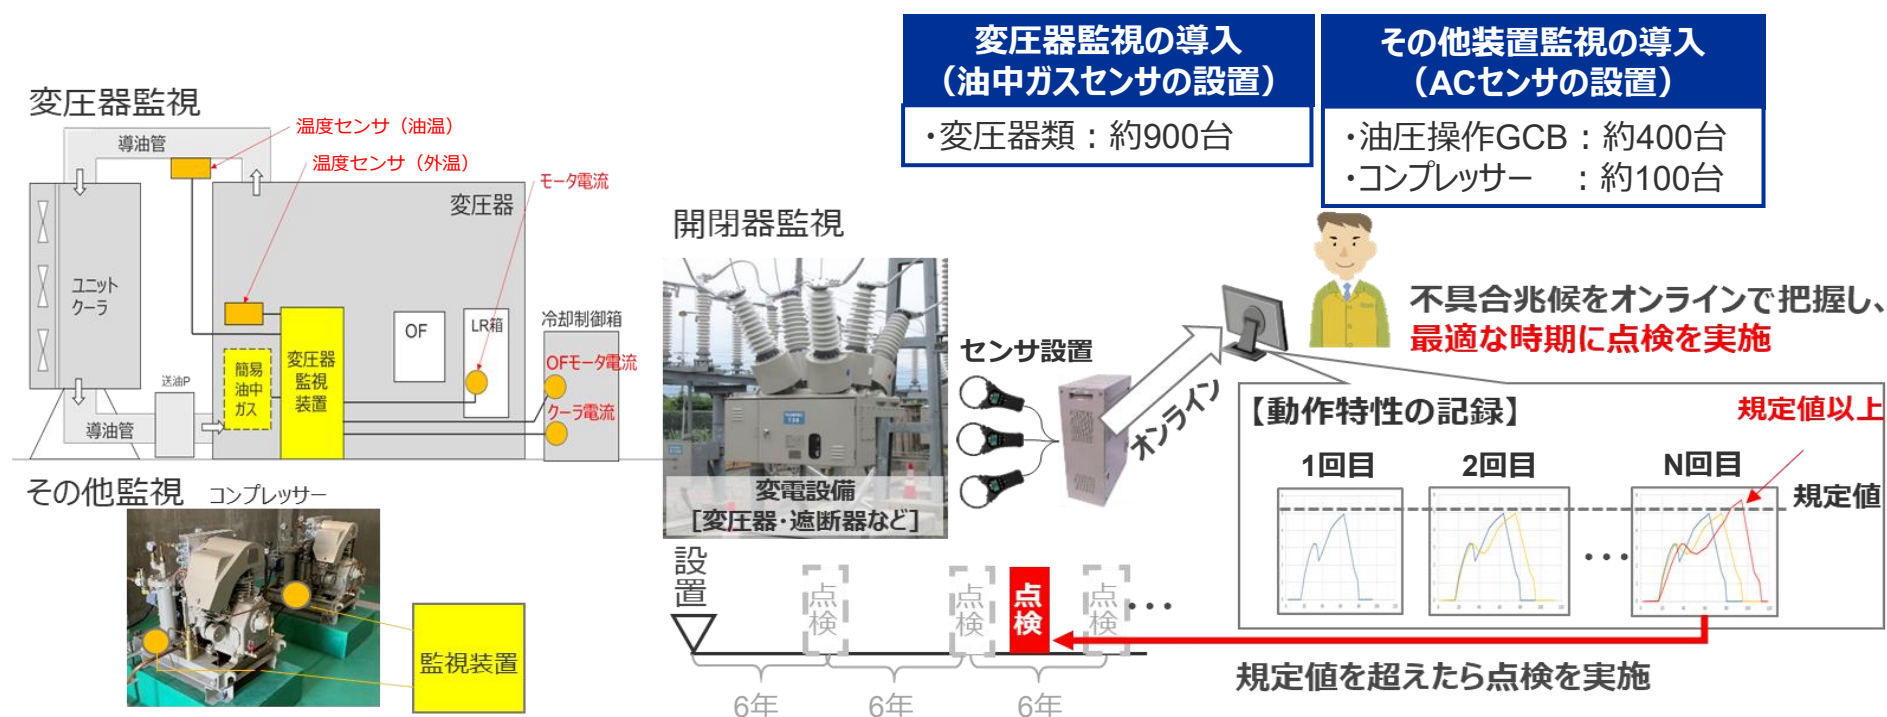 変圧器監視の導入
（油中ガスセンサの設置）
・変圧器類：約900台
その他装置監視の導入
（ACセンサの設置）
・油圧操作GCB：約400台
・コンプレッサー　：約100台
変圧器監視
温度センサ（油温）
温度センサ（外温）
導油管
モータ電流
変圧器
ユニット
クーラ
OF
LR箱
冷却制御箱
OFモータ電流
クーラ電流
簡易
油中
ガス
変圧器
監視
装置
送油P
導油管
その他監視
コンプレッサー
監視装置
開閉器監視
変電設備
[変圧器・遮断器など]
センサ設置
オンライン
不具合兆候をオンラインで把握し、
最適な時期に点検を実施
【動作特性の記録】
規定値以上
1回目
2回目
N回目
規定値
…
設置
点検
点検
点検
点検
…
6年
6年
6年
規定値を超えたら点検を実施